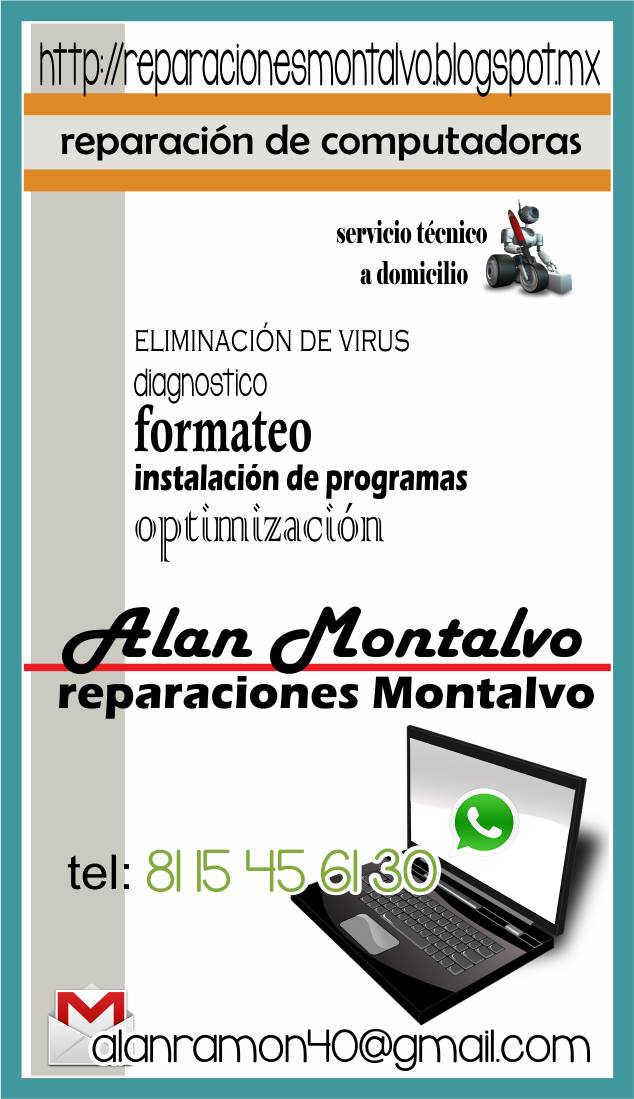 http://reparacionesmontalvo.blogspot.mx
reparación de computadoras
servicio técnico
a domicilio
ELIMINACIÓN DE VIRUS
diagnostico
formateo
instalación de programas
optimización
Alan Montalvo
reparaciones Montalvo
tel: 81 15 45 61 30
alanramon40@gmail.com